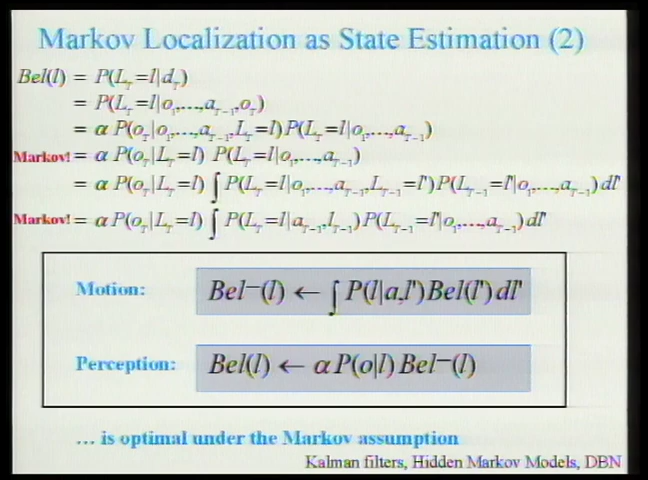 Markov Localization as State Estimation (2)
Bel(l) = P(L_T=l|d_T)
= P(L_T=l|o_1,...,a_{T-1},o_T)
= α P(o_T|o_1,...,a_{T-1},L_T=l)P(L_T=l|o_1,...,a_{T-1})
Markov! = α P(o_T|L_T=l) P(L_T=l|o_1,...,a_{T-1})
= α P(o_T|L_T=l) ∫ P(L_T=l|o_1,...,a_{T-1},L_{T-1}=l')P(L_{T-1}=l'|o_1,...,a_{T-1}) dl'
Markov! = α P(o_T|L_T=l) ∫ P(L_T=l|a_{T-1},l_{T-1})P(L_{T-1}=l'|o_1,...,a_{T-1}) dl'
Motion: Bel⁻(l) ← ∫ P(l|a,l')Bel(l') dl'
Perception: Bel(l) ← α P(o|l) Bel⁻(l)
... is optimal under the Markov assumption
Kalman filters, Hidden Markov Models, DBN